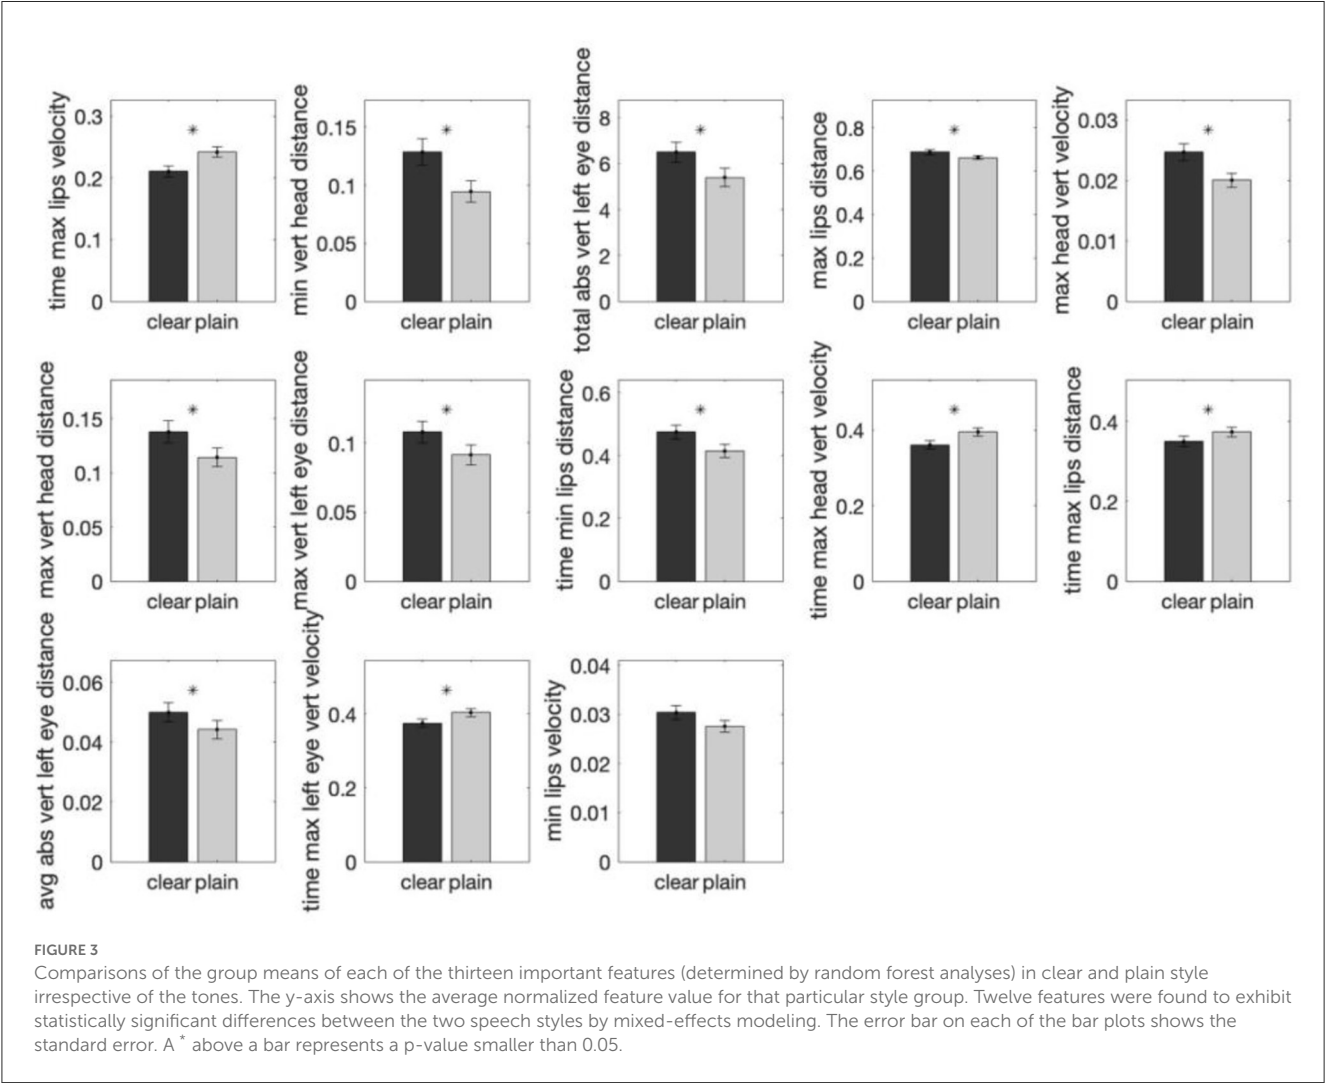 time max lips velocity
0.3
0.2
0.1
0
clear plain
*
min vert head distance
0.15
0.1
0.05
0
clear plain
*
total abs vert left eye distance
8
6
4
2
0
clear plain
*
max lips distance
0.8
0.6
0.4
0.2
0
clear plain
*
max head vert velocity
0.03
0.02
0.01
0
clear plain
*
max vert head distance
0.15
0.1
0.05
0
clear plain
*
max vert left eye distance
0.1
0.05
0
clear plain
*
time min lips distance
0.6
0.4
0.2
0
clear plain
*
time max head vert velocity
0.4
0.2
0
clear plain
*
time max lips distance
0.4
0.2
0
clear plain
*
avg abs vert left eye distance
0.06
0.04
0.02
0
clear plain
*
time max left eye vert velocity
0.4
0.2
0
clear plain
*
min lips velocity
0.04
0.03
0.02
0.01
0
clear plain
FIGURE 3
Comparisons of the group means of each of the thirteen important features (determined by random forest analyses) in clear and plain style
irrespective of the tones. The y-axis shows the average normalized feature value for that particular style group. Twelve features were found to exhibit
statistically significant differences between the two speech styles by mixed-effects modeling. The error bar on each of the bar plots shows the
standard error. A * above a bar represents a p-value smaller than 0.05.